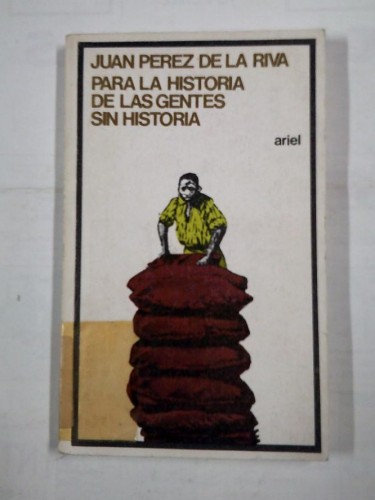 JUAN PEREZ DE LA RIVA
PARA LA HISTORIA
DE LAS GENTES
SIN HISTORIA
ariel